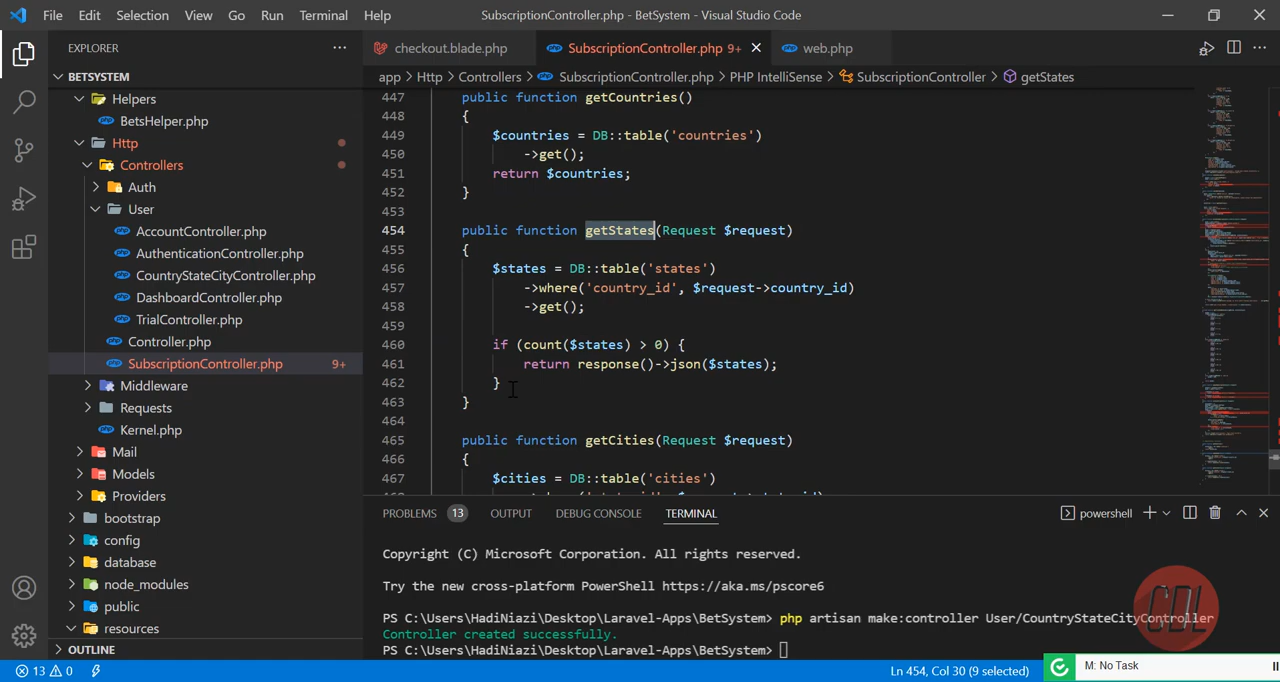 File Edit Selection View Go Run Terminal Help
SubscriptionController.php - BetSystem - Visual Studio Code
EXPLORER
BETSYSTEM
Helpers
BetsHelper.php
Http
Controllers
Auth
User
AccountController.php
AuthenticationController.php
CountryStateCityController.php
DashboardController.php
TrialController.php
Controller.php
SubscriptionController.php 9+
Middleware
Requests
Kernel.php
Mail
Models
Providers
bootstrap
config
database
node_modules
public
resources
OUTLINE
checkout.blade.php SubscriptionController.php 9+ web.php
app > Http > Controllers > SubscriptionController.php > PHP IntelliSense > SubscriptionController > getStates
447 public function getCountries()
448 {
449 $countries = DB::table('countries')
450 ->get();
451 return $countries;
452 }
453
454 public function getStates(Request $request)
455 {
456 $states = DB::table('states')
457 ->where('country_id', $request->country_id)
458 ->get();
459
460 if (count($states) > 0) {
461 return response()->json($states);
462 }
463 }
464
465 public function getCities(Request $request)
466 {
467 $cities = DB::table('cities')
PROBLEMS 13 OUTPUT DEBUG CONSOLE TERMINAL
powershell
Copyright (C) Microsoft Corporation. All rights reserved.
Try the new cross-platform PowerShell https://aka.ms/pscore6
PS C:\Users\HadiNiazi\Desktop\Laravel-Apps\BetSystem> php artisan make:controller User/CountryStateCityController
Controller created successfully.
PS C:\Users\HadiNiazi\Desktop\Laravel-Apps\BetSystem>
CDL
13 0
Ln 454, Col 30 (9 selected)
M: No Task